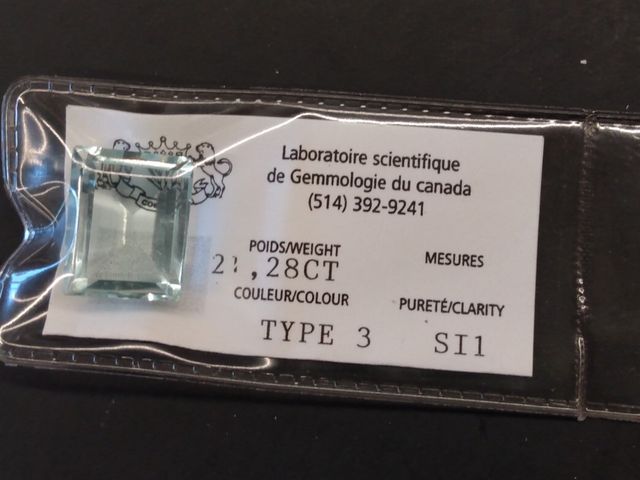 Laboratoire scientifique
de Gemmologie du canada
(514) 392-9241
POIDS/WEIGHT
MESURES
,28CT
COULEUR/COLOUR
PURETÉ/CLARITY
TYPE 3
SI1